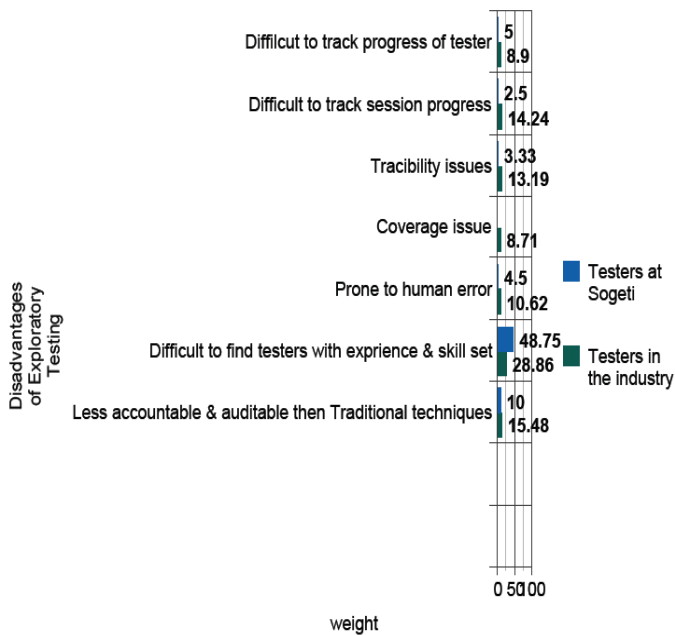 Diffilcut to track progress of tester
5
8.9
Difficult to track session progress
2.5
14.24
Tracibility issues
3.33
13.19
Coverage issue
8.71
Prone to human error
4.5
10.62
Difficult to find testers with exprience & skill set
48.75
28.86
Less accountable & auditable then Traditional techniques
10
15.48
Disadvantages
of Exploratory
Testing
Testers at
Sogeti
Testers in
the industry
0 50 100
weight